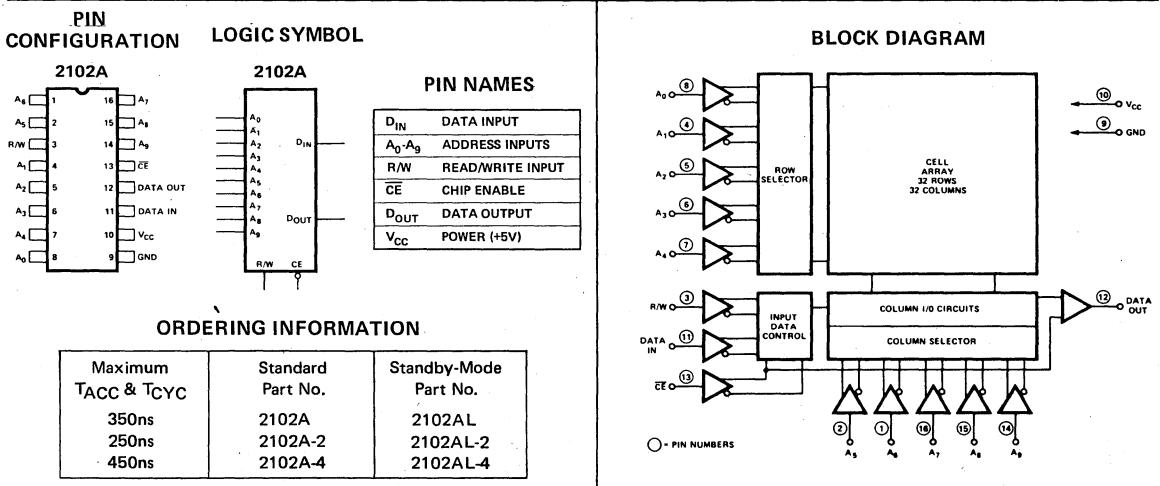 PIN
CONFIGURATION
2102A
A6 1 16 A7
A5 2 15 A8
R/W 3 14 A9
A1 4 13 CE
A2 5 12 DATA OUT
A3 6 11 DATA IN
A4 7 10 VCC
A0 8 9 GND
LOGIC SYMBOL
2102A
A0
A1
A2
A3
A4
A5
A6
A7
A8
A9
DIN
DOUT
R/W CE
PIN NAMES
DIN DATA INPUT
A0-A9 ADDRESS INPUTS
R/W READ/WRITE INPUT
CE CHIP ENABLE
DOUT DATA OUTPUT
VCC POWER (+5V)
ORDERING INFORMATION
Maximum Standard Standby-Mode
TACC & TCYC Part No. Part No.
350ns 2102A 2102AL
250ns 2102A-2 2102AL-2
450ns 2102A-4 2102AL-4
BLOCK DIAGRAM
A0 8
A1 4
A2 5
A3 6
A4 7
ROW
SELECTOR
CELL
ARRAY
32 ROWS
32 COLUMNS
10 VCC
9 GND
R/W 3
DATA
IN 11
CE 13
INPUT
DATA
CONTROL
COLUMN I/O CIRCUITS
COLUMN SELECTOR
12 DATA
OUT
2 1 16 15 14
A5 A6 A7 A8 A9
= PIN NUMBERS